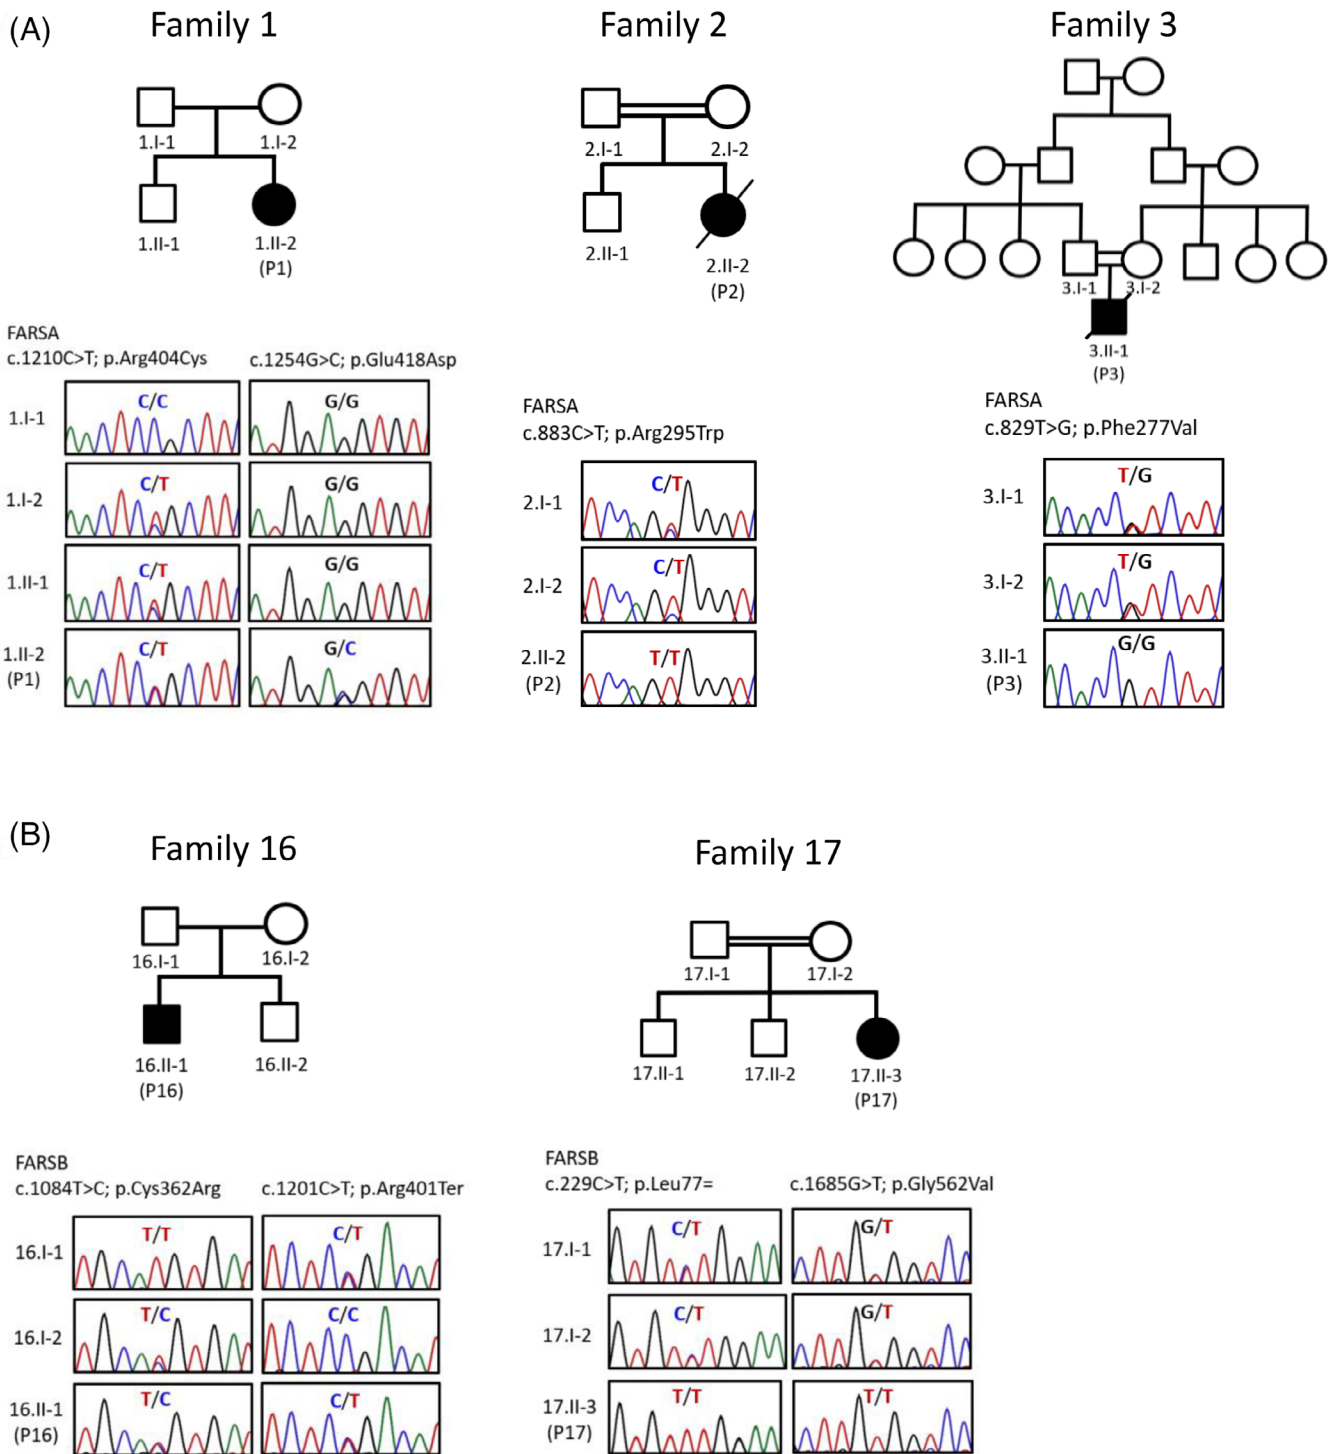 (A)
Family 1
Family 2
Family 3
1.I-1
1.I-2
1.II-1
1.II-2
(P1)
2.I-1
2.I-2
2.II-1
2.II-2
(P2)
3.I-1
3.I-2
3.II-1
(P3)
FARSA
c.1210C>T; p.Arg404Cys
c.1254G>C; p.Glu418Asp
1.I-1
C/C
G/G
1.I-2
C/T
G/G
1.II-1
C/T
G/G
1.II-2
(P1)
C/T
G/C
FARSA
c.883C>T; p.Arg295Trp
2.I-1
C/T
2.I-2
C/T
2.II-2
(P2)
T/T
FARSA
c.829T>G; p.Phe277Val
3.I-1
T/G
3.I-2
T/G
3.II-1
(P3)
G/G
(B)
Family 16
Family 17
16.I-1
16.I-2
16.II-1
(P16)
16.II-2
17.I-1
17.I-2
17.II-1
17.II-2
17.II-3
(P17)
FARSB
c.1084T>C; p.Cys362Arg
c.1201C>T; p.Arg401Ter
16.I-1
T/T
C/T
16.I-2
T/C
C/C
16.II-1
(P16)
T/C
C/T
FARSB
c.229C>T; p.Leu77=
c.1685G>T; p.Gly562Val
17.I-1
C/T
G/T
17.I-2
C/T
G/T
17.II-3
(P17)
T/T
T/T